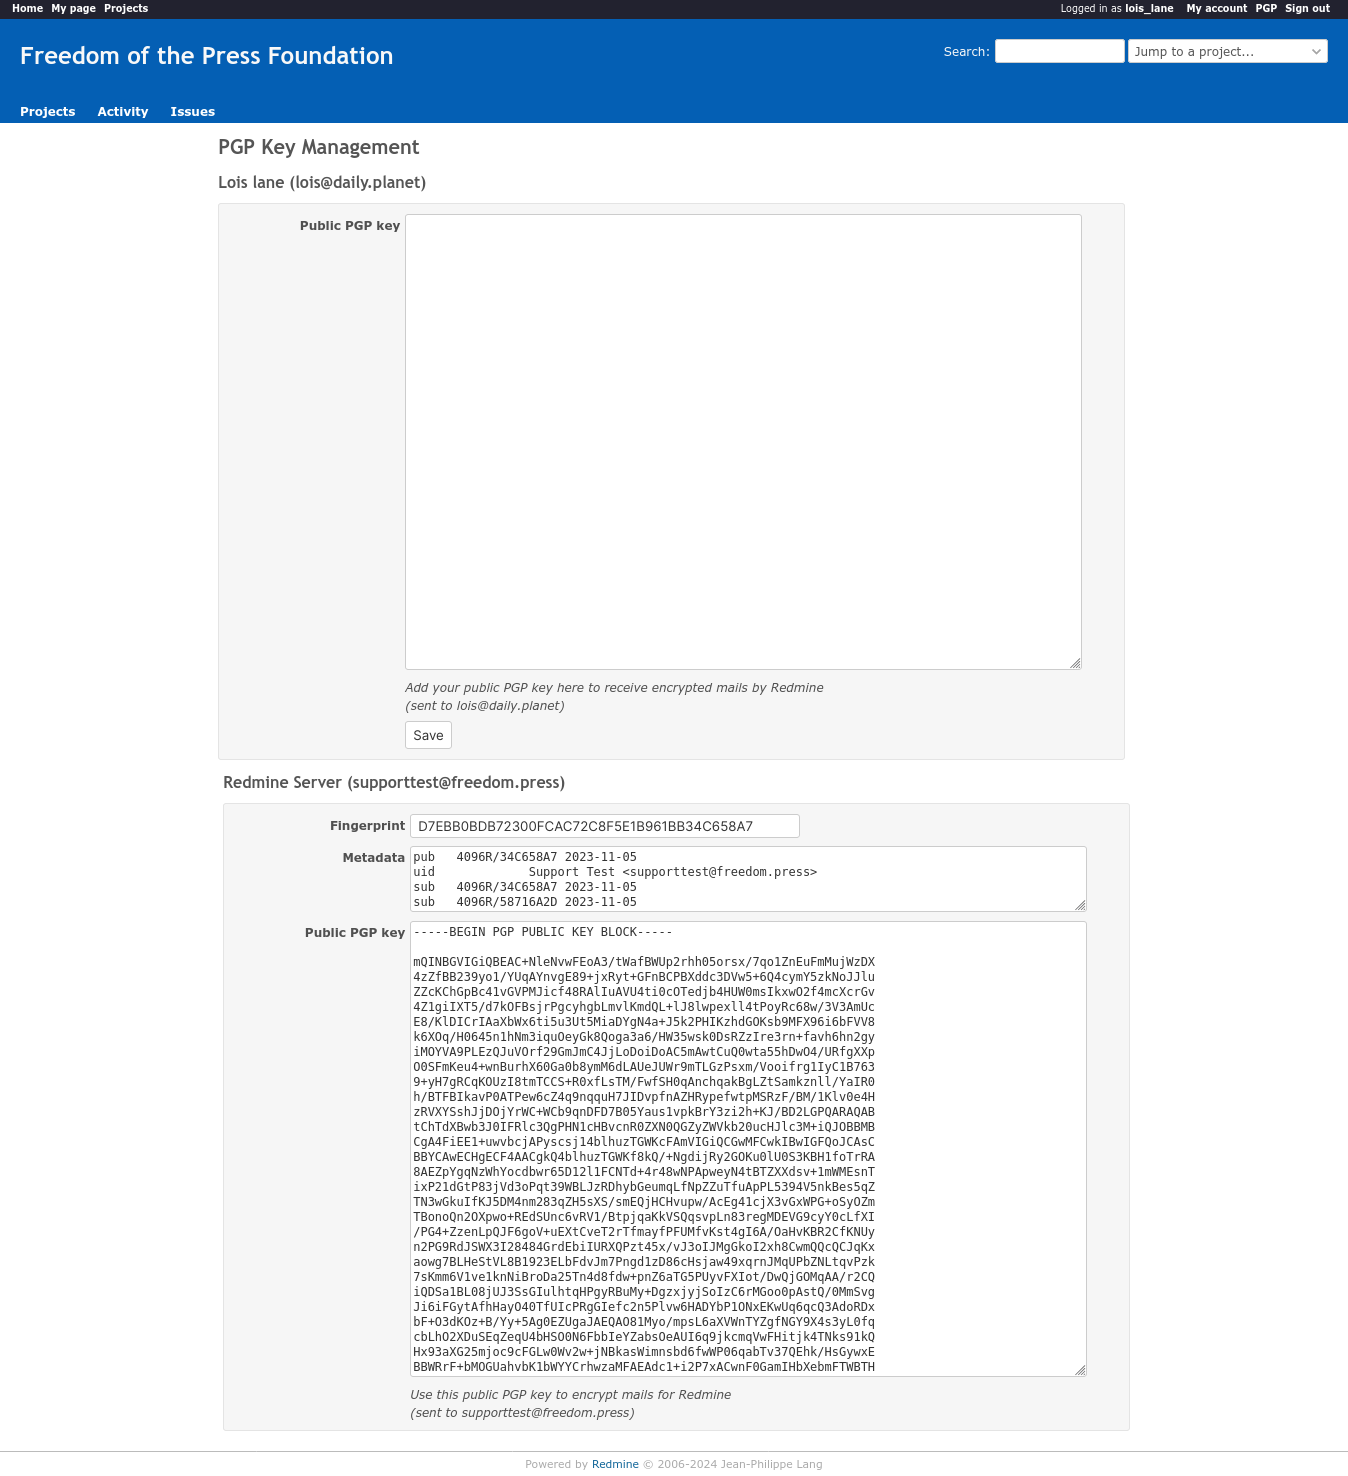 Home My page Projects
Logged in as lois_lane My account PGP Sign out
Freedom of the Press Foundation
Search: Jump to a project...
Projects Activity Issues
PGP Key Management
Lois lane (lois@daily.planet)
Public PGP key
Add your public PGP key here to receive encrypted mails by Redmine
(sent to lois@daily.planet)
Save
Redmine Server (supporttest@freedom.press)
Fingerprint D7EBB0BDB72300FCAC72C8F5E1B961BB34C658A7
Metadata
pub 4096R/34C658A7 2023-11-05
uid Support Test <supporttest@freedom.press>
sub 4096R/34C658A7 2023-11-05
sub 4096R/58716A2D 2023-11-05
Public PGP key
-----BEGIN PGP PUBLIC KEY BLOCK-----
mQINBGVIGiQBEAC+NleNvwFEoA3/tWafBWUp2rhh05orsx/7qo1ZnEuFmMujWzDX
4zZfBB239yo1/YUqAYnvgE89+jxRyt+GFnBCPBXddc3DVw5+6Q4cymY5zkNoJJlu
ZZcKChGpBc41vGVPMJicf48RAlIuAVU4ti0cOTedjb4HUW0msIkxwO2f4mcXcrGv
4Z1giIXT5/d7kOFBsjrPgcyhgbLmvlKmdQL+lJ8lwpexll4tPoyRc68w/3V3AmUc
E8/KlDICrIAaXbWx6ti5u3Ut5MiaDYgN4a+J5k2PHIKzhdGOKsb9MFX96i6bFVV8
k6XOq/H0645n1hNm3iquOeyGk8Qoga3a6/HW35wsk0DsRZzIre3rn+favh6hn2gy
iMOYVA9PLEzQJuVOrf29GmJmC4JjLoDoiDoAC5mAwtCuQ0wta55hDwO4/URfgXXp
O0SFmKeu4+wnBurhX60Ga0b8ymM6dLAUeJUWr9mTLGzPsxm/Vooifrg1IyC1B763
9+yH7gRCqKOUzI8tmTCCS+R0xfLsTM/FwfSH0qAnchqakBgLZtSamkznll/YaIR0
h/BTFBIkavP0ATPew6cZ4q9nqquH7JIDvpfnAZHRypefwtpMSRzF/BM/1Klv0e4H
zRVXYSshJjDOjYrWC+WCb9qnDFD7B05Yaus1vpkBrY3zi2h+KJ/BD2LGPQARAQAB
tChTdXBwb3J0IFRlc3QgPHN1cHBvcnR0ZXN0QGZyZWVkb20ucHJlc3M+iQJOBBMB
CgA4FiEE1+uwvbcjAPyscsj14blhuzTGWKcFAmVIGiQCGwMFCwkIBwIGFQoJCAsC
BBYCAwECHgECF4AACgkQ4blhuzTGWKf8kQ/+NgdijRy2GOKu0lU0S3KBH1foTrRA
8AEZpYgqNzWhYocdbwr65D12l1FCNTd+4r48wNPApweyN4tBTZXXdsv+1mWMEsnT
ixP21dGtP83jVd3oPqt39WBLJzRDhybGeumqLfNpZZuTfuApPL5394V5nkBes5qZ
TN3wGkuIfKJ5DM4nm283qZH5sXS/smEQjHCHvupw/AcEg41cjX3vGxWPG+oSyOZm
TBonoQn2OXpwo+REdSUnc6vRV1/BtpjqaKkVSQqsvpLn83regMDEVG9cyY0cLfXI
/PG4+ZzenLpQJF6goV+uEXtCveT2rTfmayfPFUMfvKst4gI6A/OaHvKBR2CfKNUy
n2PG9RdJSWX3I28484GrdEbiIURXQPzt45x/vJ3oIJMgGkoI2xh8CwmQQcQCJqKx
aowg7BLHeStVL8B1923ELbFdvJm7Pngd1zD86cHsjaw49xqrnJMqUPbZNLtqvPzk
7sKmm6V1ve1knNiBroDa25Tn4d8fdw+pnZ6aTG5PUyvFXIot/DwQjGOMqAA/r2CQ
iQDSa1BL08jUJ3SsGIulhtqHPgyRBuMy+DgzxjyjSoIzC6rMGoo0pAstQ/0MmSvg
Ji6iFGytAfhHayO40TfUIcPRgGIefc2n5Plvw6HADYbP1ONxEKwUq6qcQ3AdoRDx
bF+O3dKOz+B/Yy+5Ag0EZUgaJAEQAO81Myo/mpsL6aXVWnTYZgfNGY9X4s3yL0fq
cbLhO2XDuSEqZeqU4bHSO0N6FbbIeYZabsOeAUI6q9jkcmqVwFHitjk4TNks91kQ
Hx93aXG25mjoc9cFGLw0Wv2w+jNBkasWimnsbd6fwWP06qabTv37QEhk/HsGywxE
BBWRrF+bMOGUahvbK1bWYYCrhwzaMFAEAdc1+i2P7xACwnF0GamIHbXebmFTWBTH
Use this public PGP key to encrypt mails for Redmine
(sent to supporttest@freedom.press)
Powered by Redmine © 2006-2024 Jean-Philippe Lang